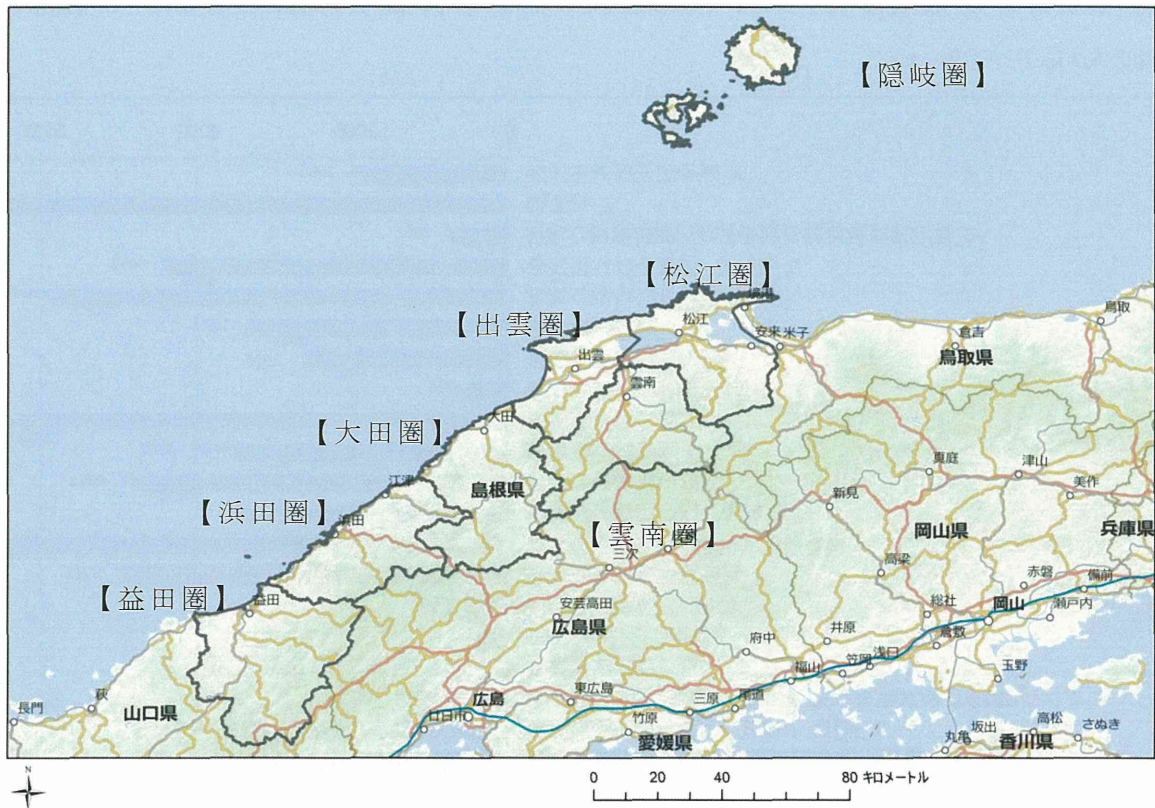 【隠岐圏】
【松江圏】
【出雲圏】
松江
安来
米子
倉吉
鳥取
鳥取県
出雲
雲南
【大田圏】
大田
島根県
江津
【浜田圏】
浜田
真庭
津山
美作
新見
岡山県
兵庫県
【雲南圏】
三次
高梁
赤磐
備前
【益田圏】
益田
安芸高田
広島県
総社
岡山
瀬戸内
井原
府中
倉敷
浅口
笠岡
福山
玉野
萩
長門
山口県
広島
東広島
三原
尾道
廿日市
竹原
愛媛県
坂出
高松
さぬき
丸亀
香川県
N
0 20 40 80 キロメートル